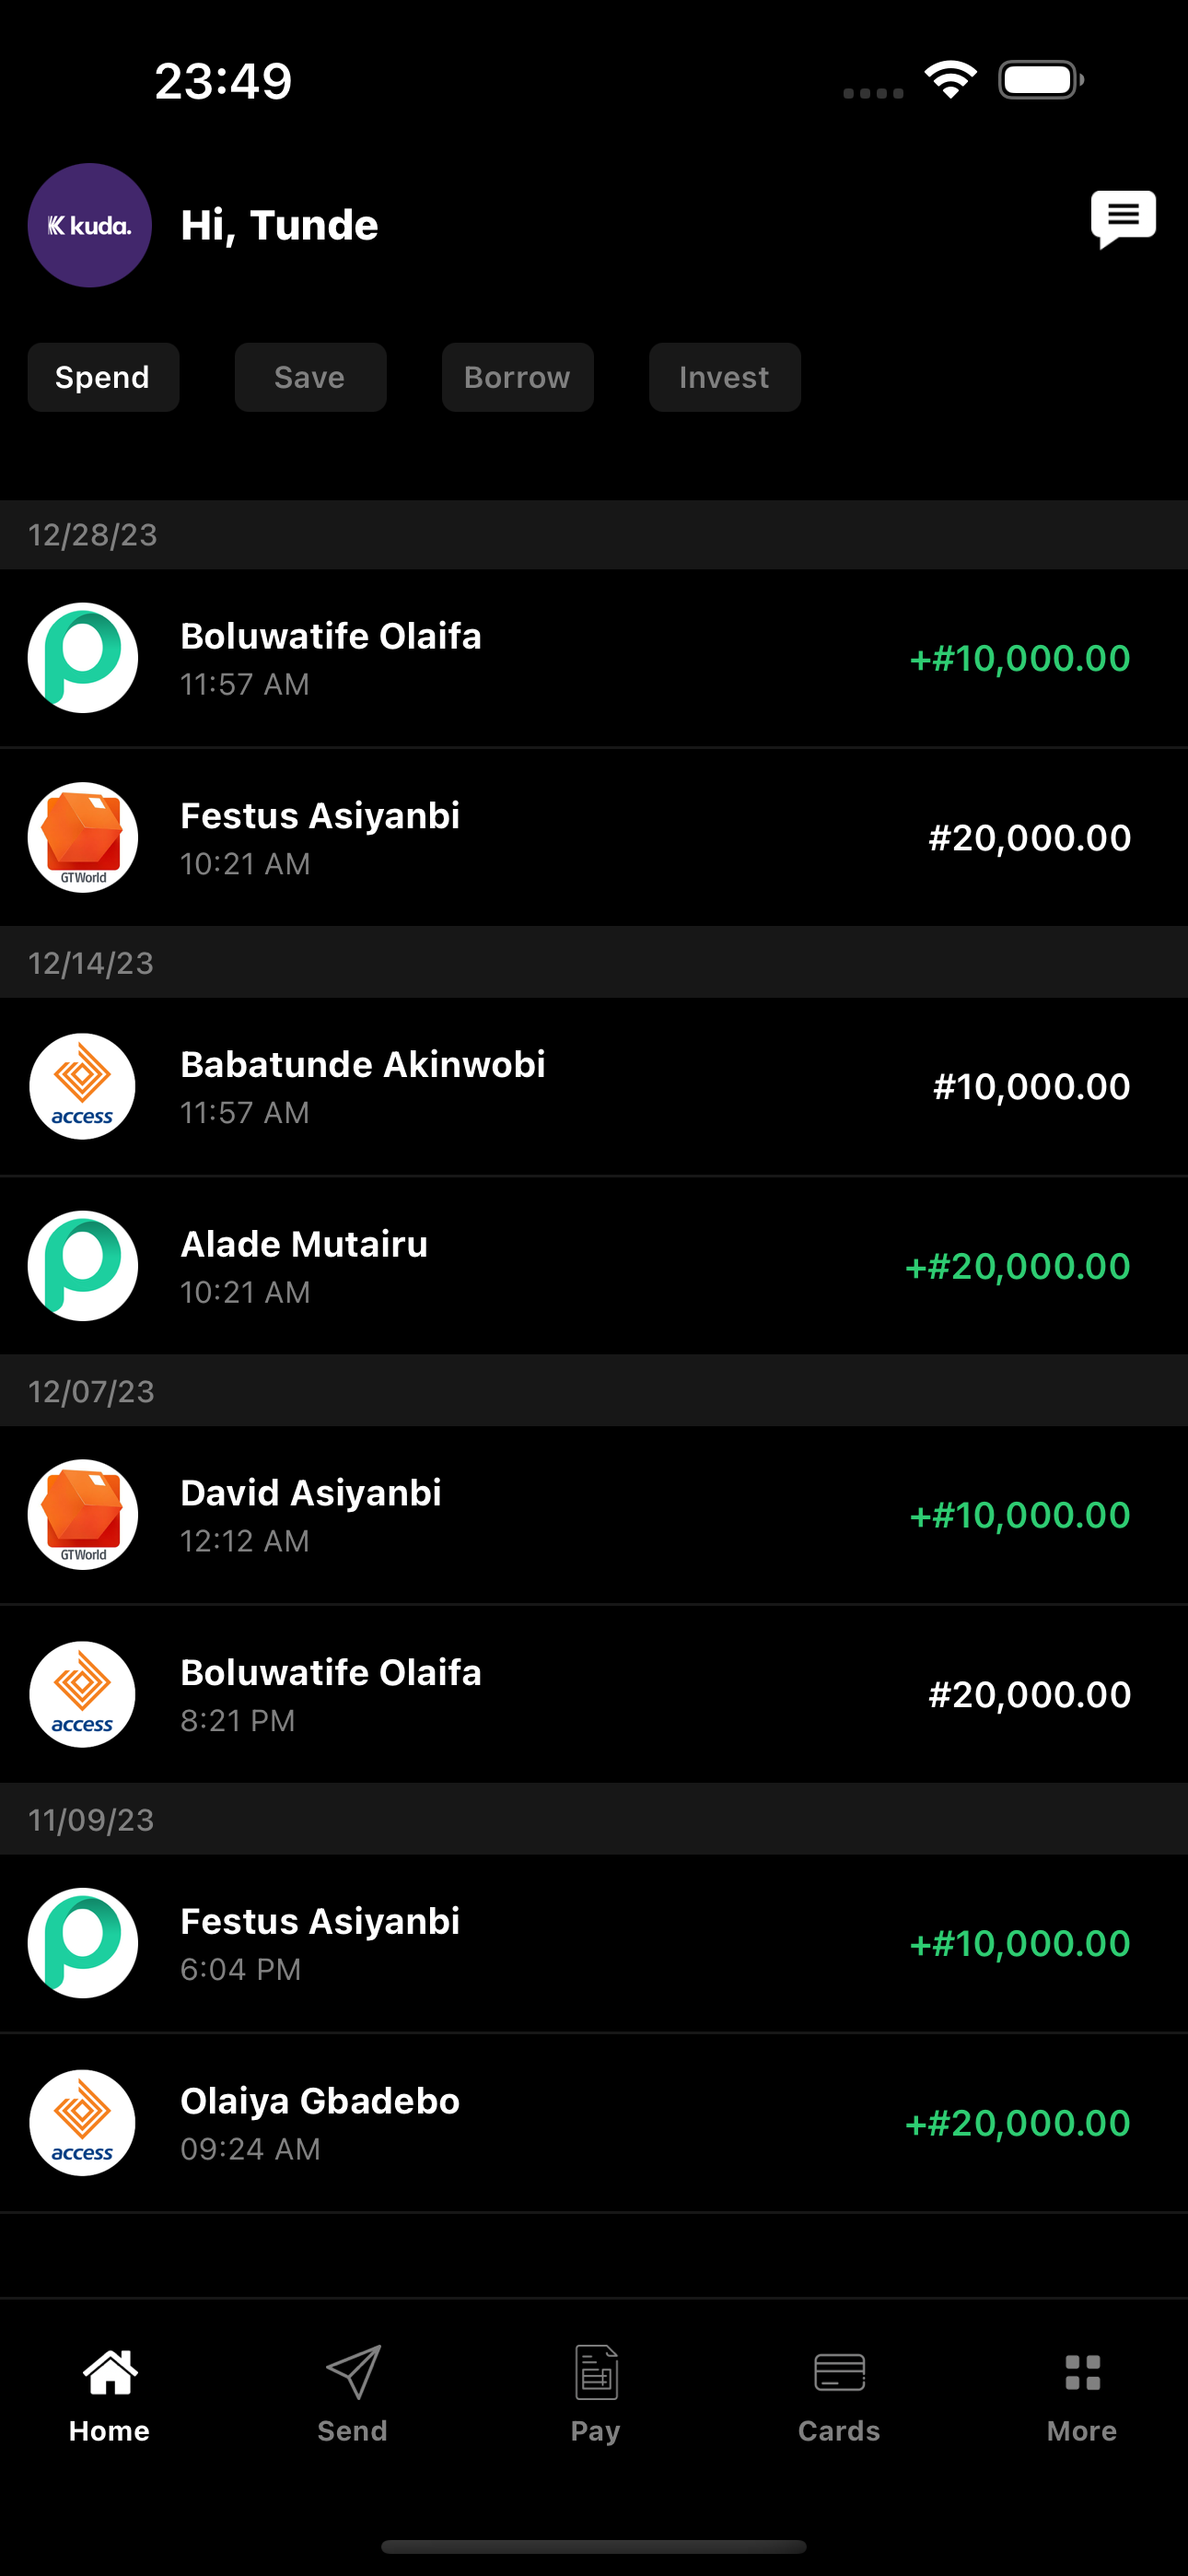 23:49
kuda.
Hi, Tunde
Spend
Save
Borrow
Invest
12/28/23
Boluwatife Olaifa
11:57 AM
+#10,000.00
GTWorld
Festus Asiyanbi
10:21 AM
#20,000.00
12/14/23
access
Babatunde Akinwobi
11:57 AM
#10,000.00
Alade Mutairu
10:21 AM
+#20,000.00
12/07/23
GTWorld
David Asiyanbi
12:12 AM
+#10,000.00
access
Boluwatife Olaifa
8:21 PM
#20,000.00
11/09/23
Festus Asiyanbi
6:04 PM
+#10,000.00
access
Olaiya Gbadebo
09:24 AM
+#20,000.00
Home
Send
Pay
Cards
More